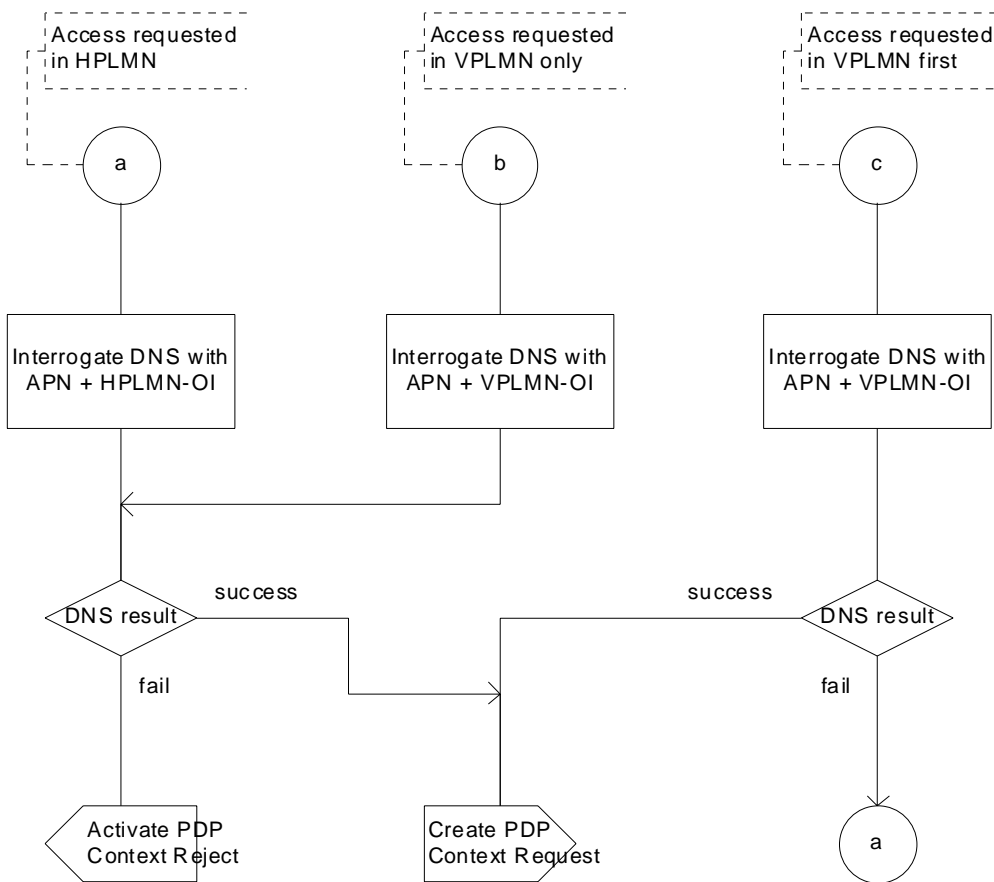 Access requested
in HPLMN
Access requested
in VPLMN only
Access requested
in VPLMN first
a
b
c
Interrogate DNS with
APN + HPLMN-OI
Interrogate DNS with
APN + VPLMN-OI
Interrogate DNS with
APN + VPLMN-OI
DNS result
success
fail
success
DNS result
fail
Activate PDP
Context Reject
Create PDP
Context Request
a